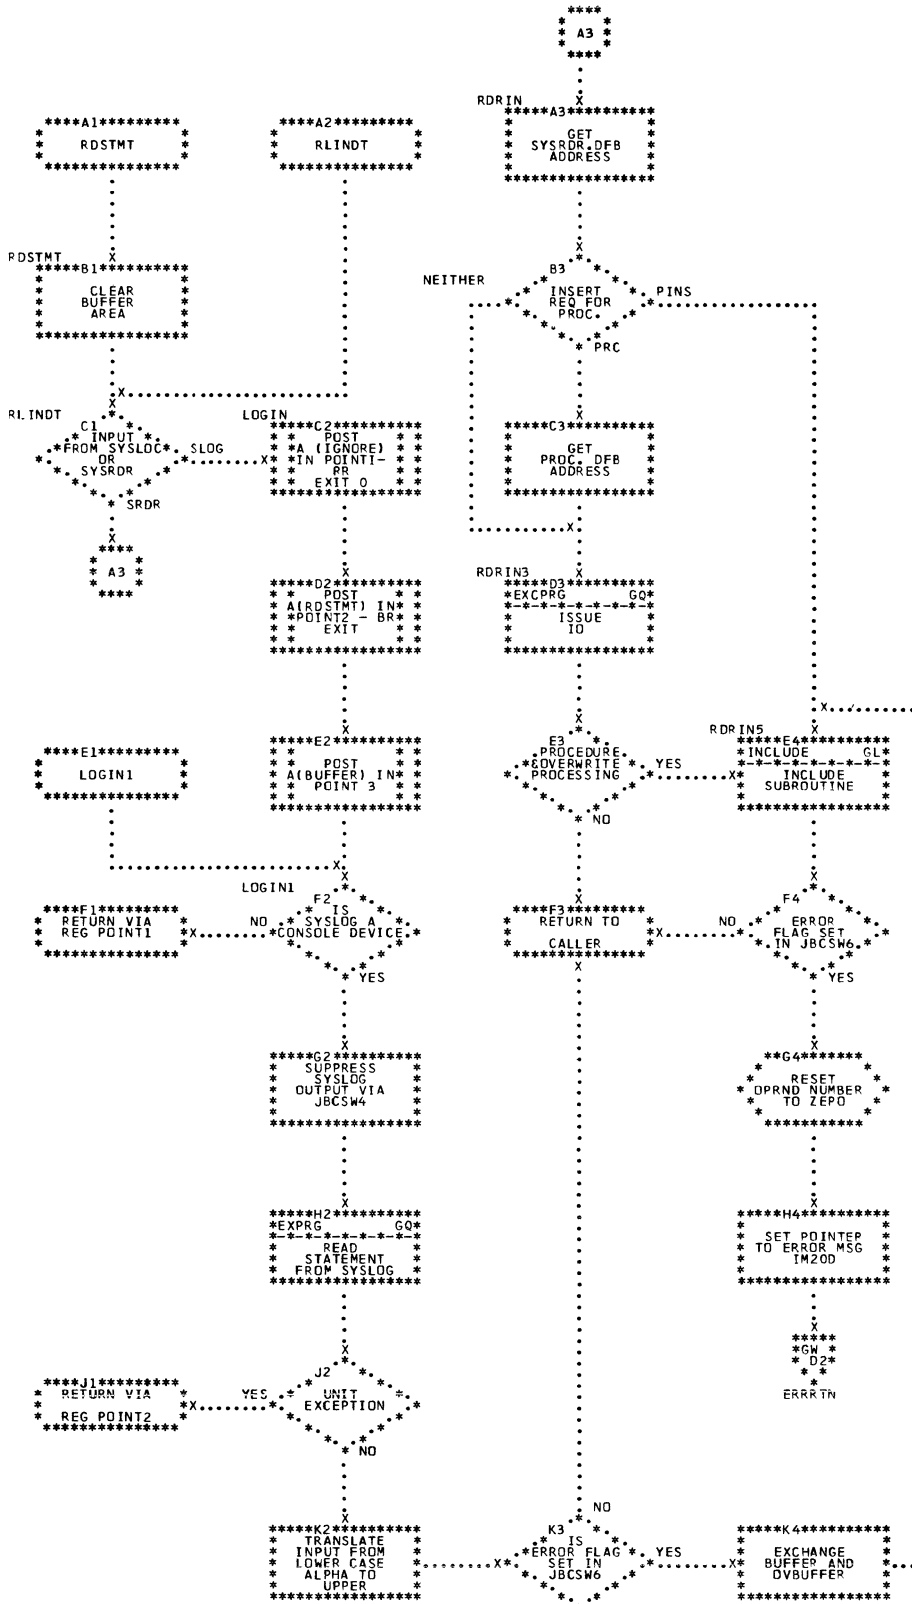 A3
RDRIN
A3
GET
SYSRDR.DFB
ADDRESS
A1
RDSTMT
A2
RLINDT
RDSTMT
B1
CLEAR
BUFFER
AREA
NEITHER
B3
INSERT
REQ FOR
PROC.
PINS
PRC
RLINDT
C1
INPUT
FROM SYSLOC
OR
SYSRDR
SLOG
SRDR
A3
LOGIN
C2
POST
A (IGNORE)
IN POINTI-
RR
EXIT O
C3
GET
PROC. DFB
ADDRESS
D2
POST
A(RDSTMT) IN
POINT2 - BR
EXIT
RDRIN3
D3
EXCPRG GQ
ISSUE
IO
E1
LOGIN1
E2
POST
A(BUFFER) IN
POINT 3
E3
PROCEDURE
&OVERWRITE
PROCESSING
YES
NO
RDRIN5
E4
INCLUDE GL
INCLUDE
SUBROUTINE
LOGIN1
F1
RETURN VIA
REG POINT1
NO
F2
IS
SYSLOG A
CONSOLE DEVICE
YES
F3
RETURN TO
CALLER
NO
F4
ERROR
FLAG SET
IN JBCSW6
YES
G2
SUPPRESS
SYSLOG
OUTPUT VIA
JBCSW4
G4
RESET
OPRND NUMBER
TO ZEPO
H2
EXPRG GQ
READ
STATEMENT
FROM SYSLOG
H4
SET POINTEP
TO ERROR MSG
IM20D
GW
D2
ERRRTN
J1
RETURN VIA
REG POINT2
YES
J2
UNIT
EXCEPTION
NO
K2
TRANSLATE
INPUT FROM
LOWER CASE
ALPHA TO
UPPER
NO
K3
IS
ERROR FLAG
SET IN
JBCSW6
YES
K4
EXCHANGE
BUFFER AND
OVBUFFER